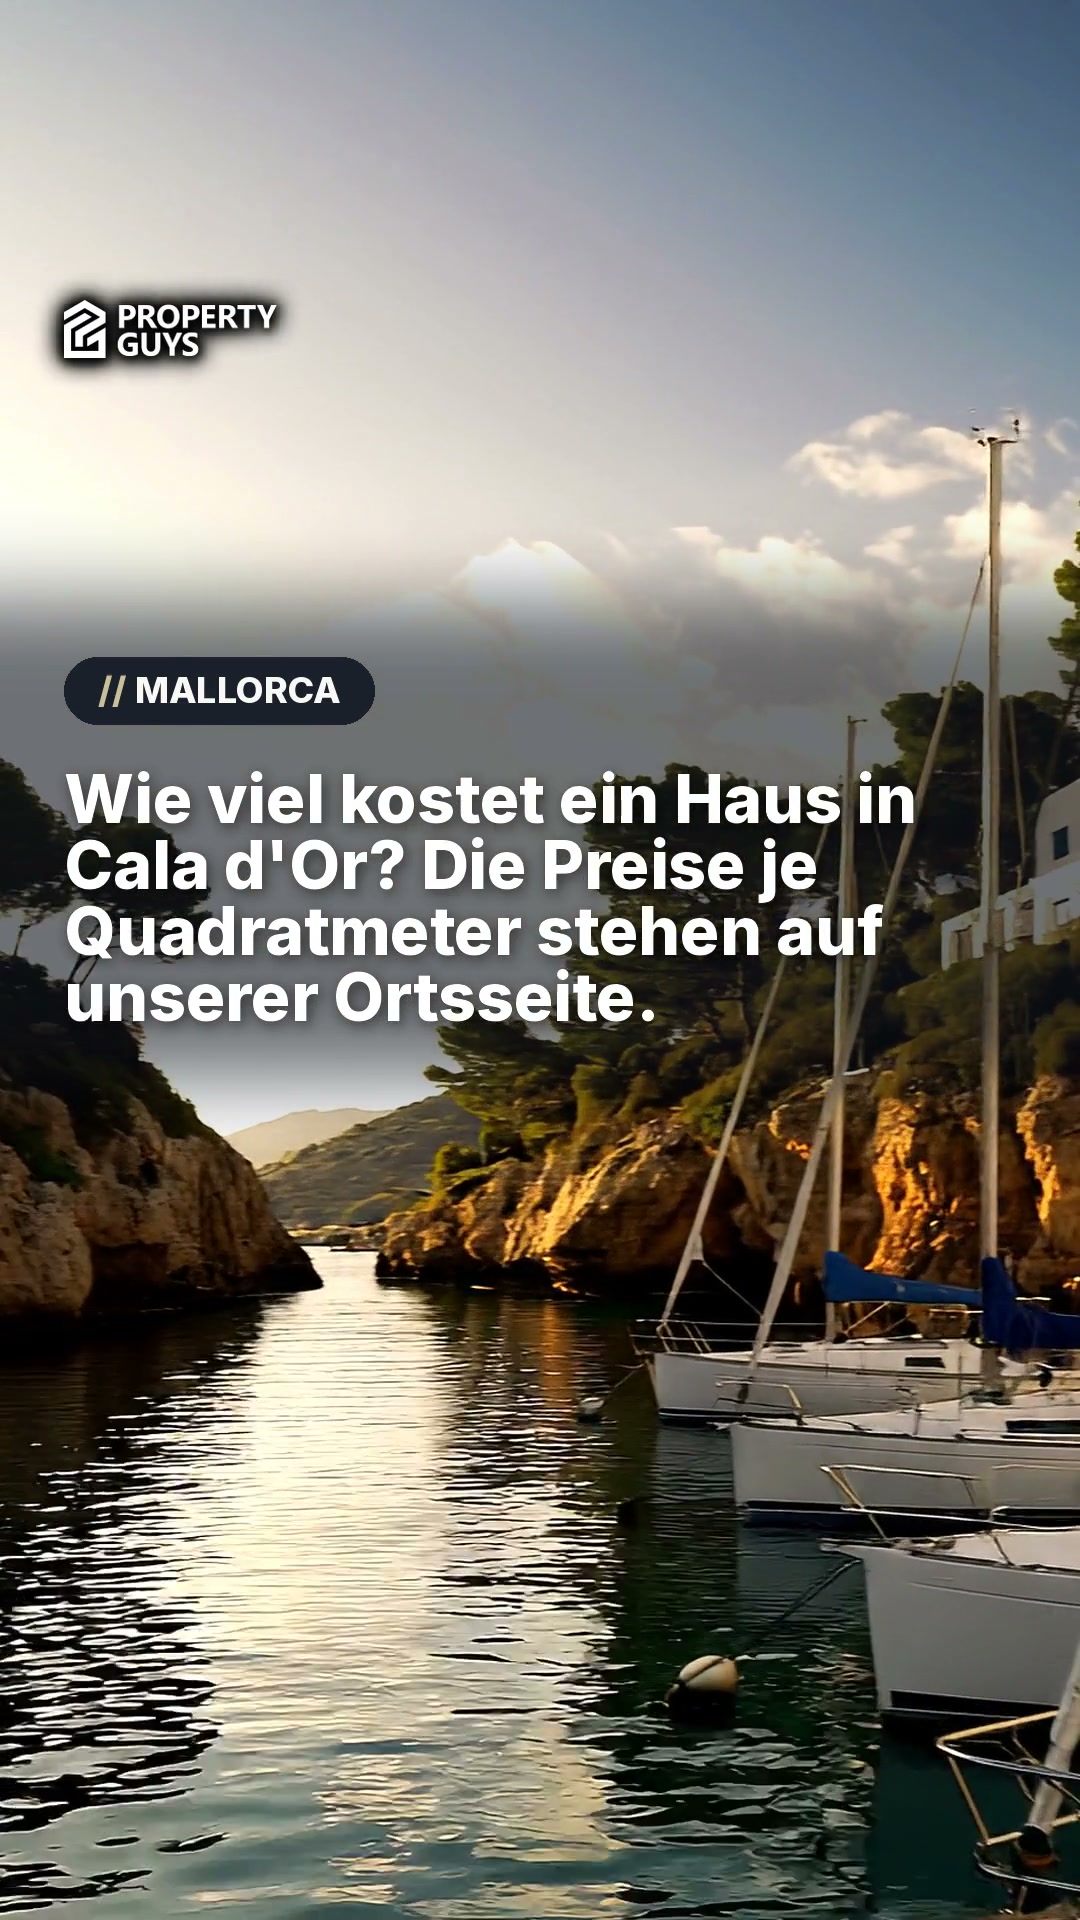 PROPERTY
GUYS
// MALLORCA
Wie viel kostet ein Haus in
Cala d'Or? Die Preise je
Quadratmeter stehen auf
unserer Ortsseite.